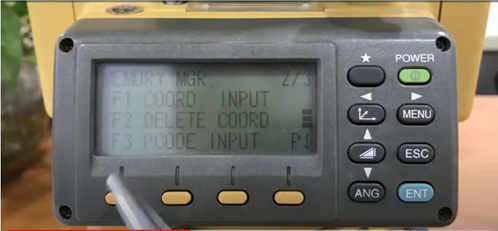 MEMORY MGR. 2/3
F1 COORD. INPUT
F2 DELETE COORD.
F3 PCODE INPUT P↓
★ POWER
MENU
ESC
ANG ENT